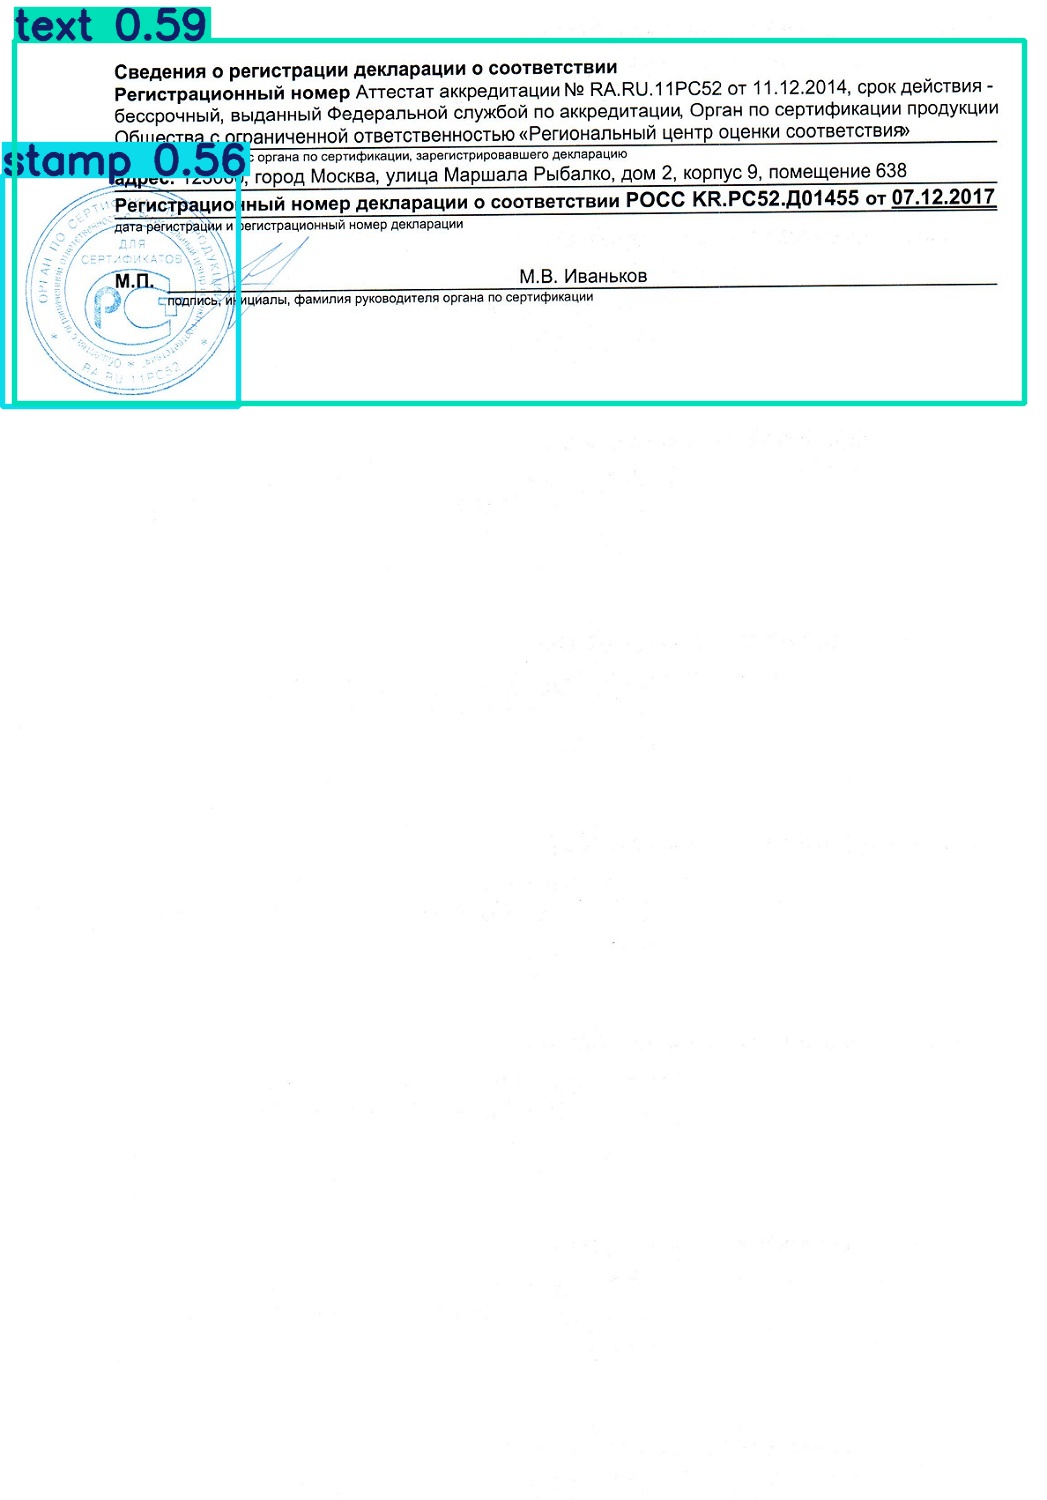 text 0.59
Сведения о регистрации декларации о соответствии
Регистрационный номер Аттестат аккредитации № RA.RU.11РС52 от 11.12.2014, срок действия -
бессрочный, выданный Федеральной службой по аккредитации, Орган по сертификации продукции
Общества с ограниченной ответственностью «Региональный центр оценки соответствия»
stamp 0.56
органа по сертификации, зарегистрировавшего декларацию
адрес: город Москва, улица Маршала Рыбалко, дом 2, корпус 9, помещение 638
Регистрационный номер декларации о соответствии РОСС KR.РС52.Д01455 от 07.12.2017
дата регистрации и регистрационный номер декларации
ДЛЯ
СЕРТИФИКАТОВ
М.П.
М.В. Иваньков
подпись, инициалы, фамилия руководителя органа по сертификации
ОРГАН ПО СЕРТИФИКАЦИИ ПРОДУКЦИИ
RA.RU.11РС52